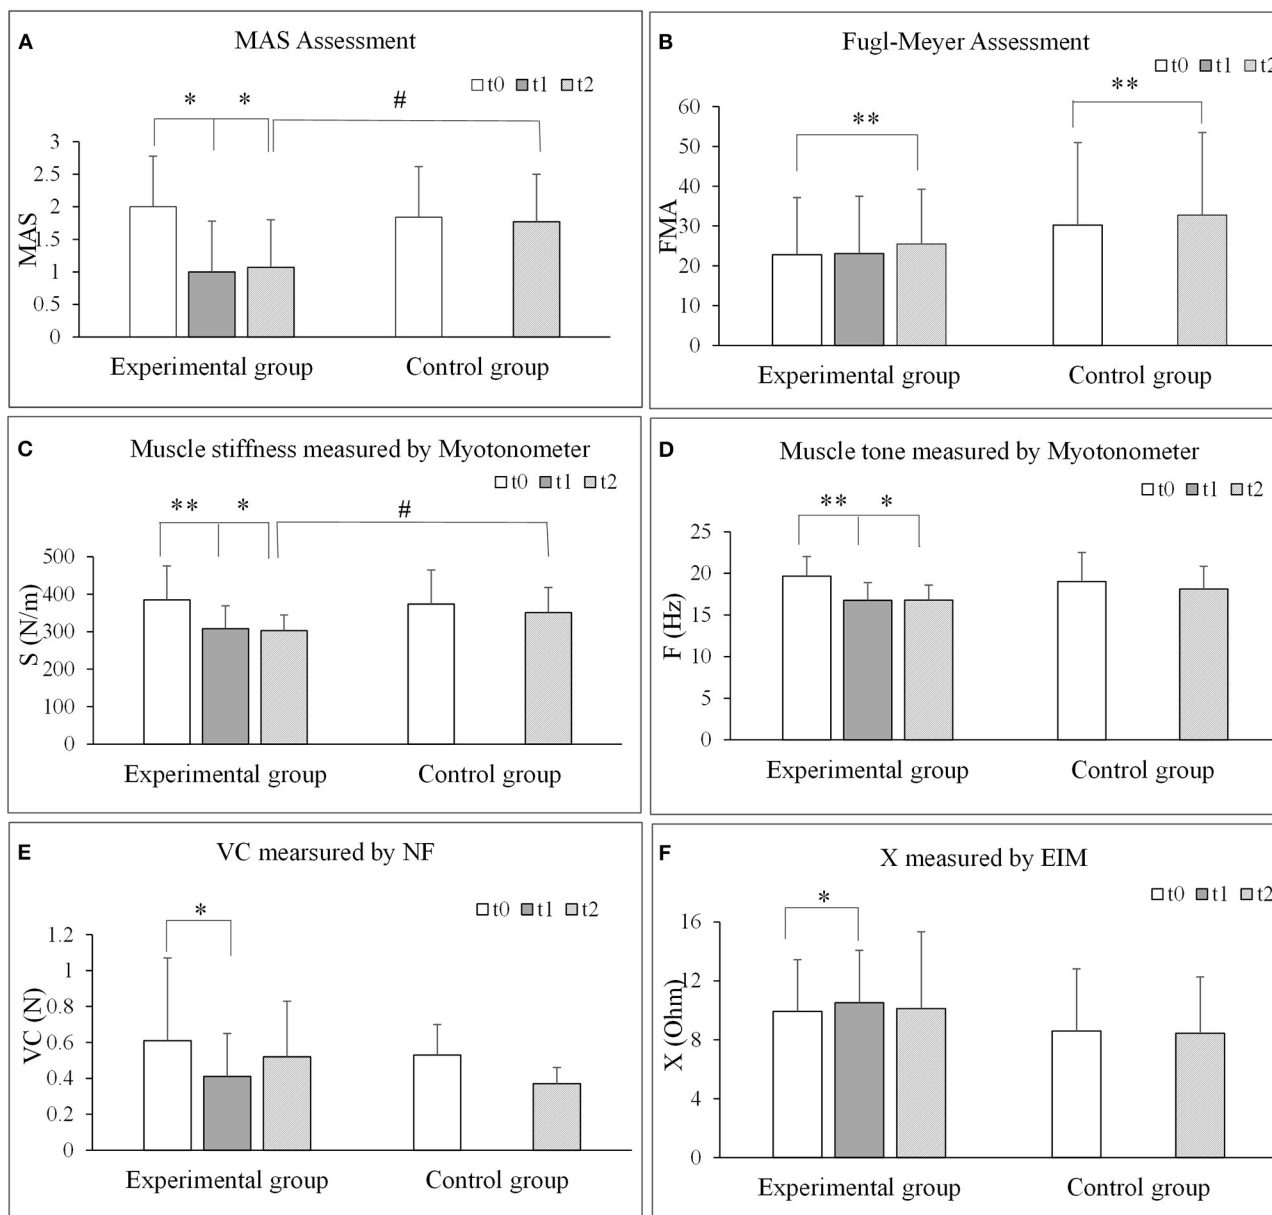 A
MAS Assessment
t0 t1 t2
* * #
3
2.5
2
1.5
1
0.5
0
MAS
Experimental group Control group
B
Fugl-Meyer Assessment
t0 t1 t2
** **
60
50
40
30
20
10
0
FMA
Experimental group Control group
C
Muscle stiffness measured by Myotonometer
t0 t1 t2
** * #
500
400
300
200
100
0
S (N/m)
Experimental group Control group
D
Muscle tone measured by Myotonometer
t0 t1 t2
** *
25
20
15
10
5
0
F (Hz)
Experimental group Control group
E
VC mearsured by NF
t0 t1 t2
*
1.2
1
0.8
0.6
0.4
0.2
0
VC (N)
Experimental group Control group
F
X measured by EIM
t0 t1 t2
*
16
12
8
4
0
X (Ohm)
Experimental group Control group